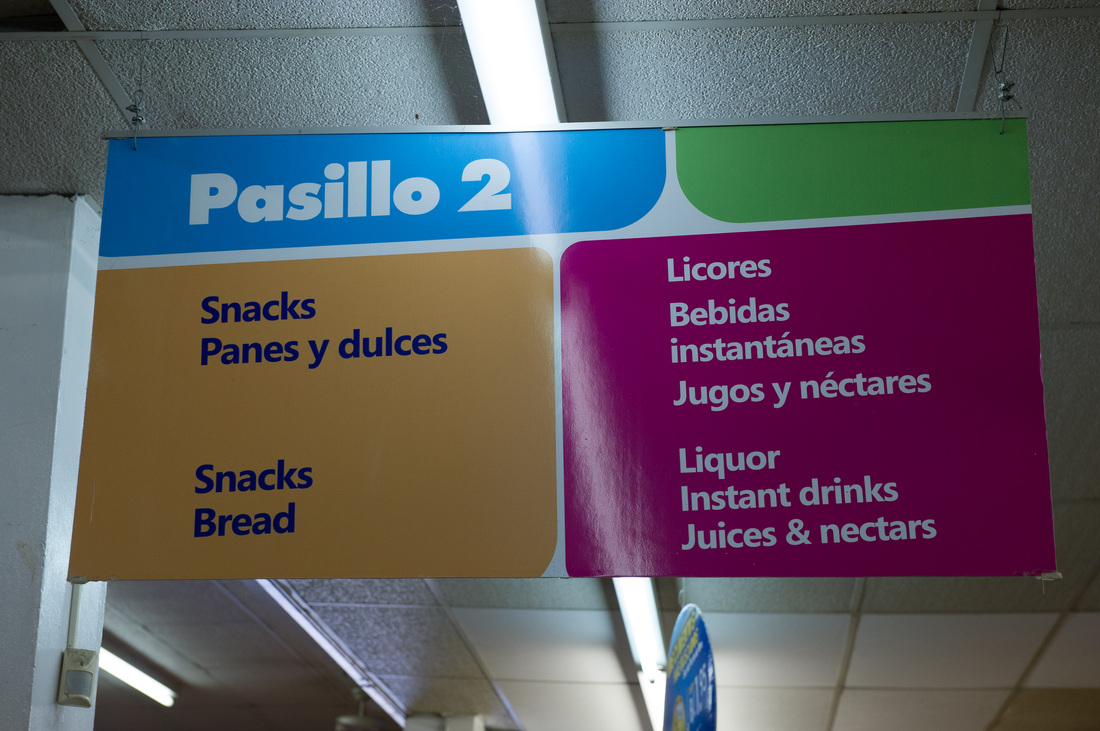 Pasillo 2
Snacks
Panes y dulces
Snacks
Bread
Licores
Bebidas
instantáneas
Jugos y néctares
Liquor
Instant drinks
Juices & nectars